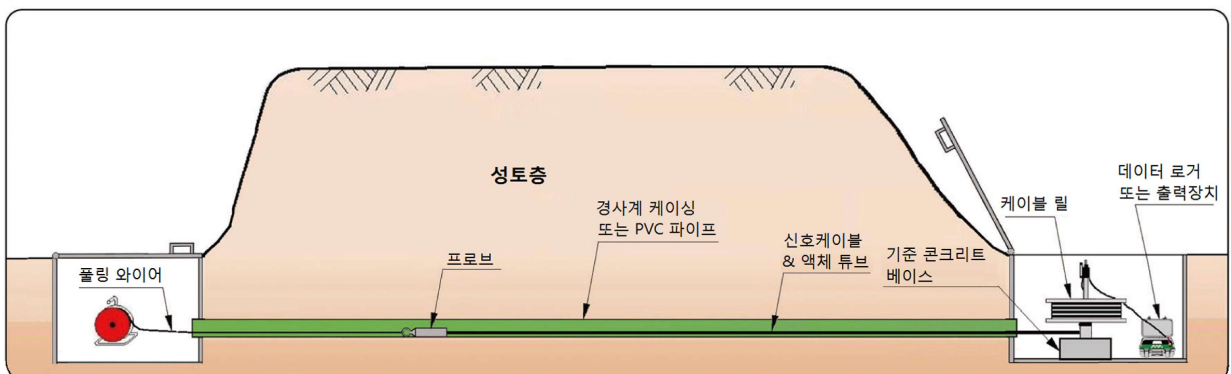 성토층
경사계 케이싱
또는 PVC 파이프
신호케이블
& 액체 튜브
기준 콘크리트
베이스
케이블 릴
데이터 로거
또는 출력장치
풀링 와이어
프로브